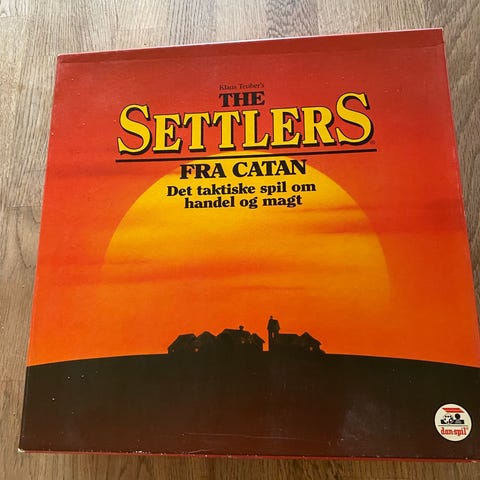 Klaus Teuber's
THE
SETTLERS®
FRA CATAN
Det taktiske spil om
handel og magt
dan-spil